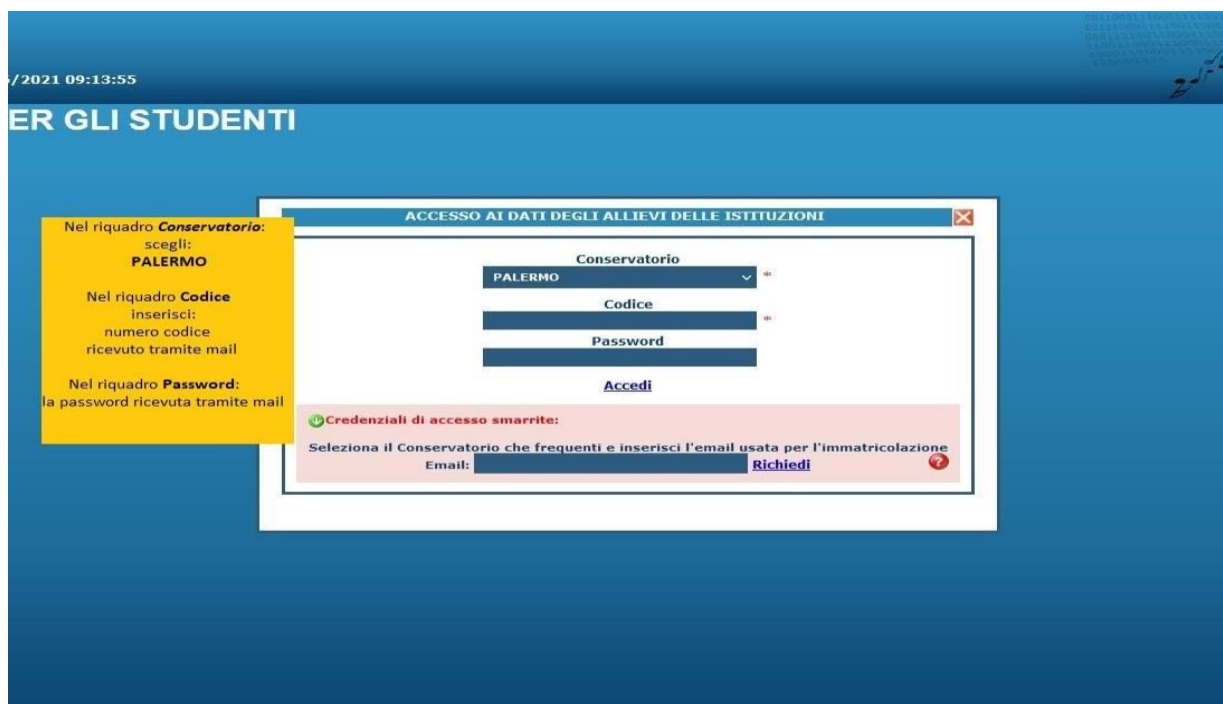 /2021 09:13:55
ER GLI STUDENTI
Nel riquadro Conservatorio:
scegli:
PALERMO
Nel riquadro Codice
inserisci:
numero codice
ricevuto tramite mail
Nel riquadro Password:
la password ricevuta tramite mail
ACCESSO AI DATI DEGLI ALLIEVI DELLE ISTITUZIONI
Conservatorio
PALERMO *
Codice
*
Password
Accedi
Credenziali di accesso smarrite:
Seleziona il Conservatorio che frequenti e inserisci l'email usata per l'immatricolazione
Email: Richiedi ?